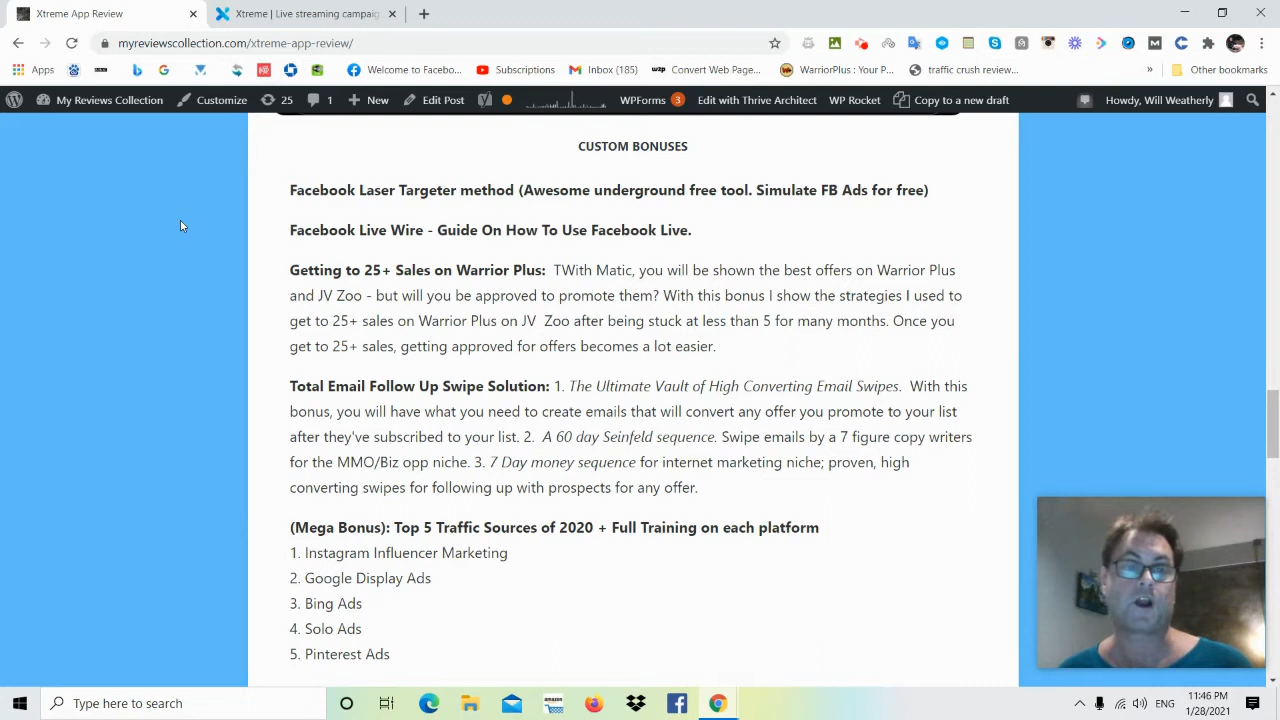 Xtreme App Review
Xtreme | Live streaming campaig
myreviewscollection.com/xtreme-app-review/
Apps
Welcome to Facebo...
Subscriptions
Inbox (185)
W2P Convert Web Page...
WarriorPlus : Your P...
traffic crush review...
»
Other bookmarks
My Reviews Collection
Customize
25
1
New
Edit Post
WPForms 3
Edit with Thrive Architect
WP Rocket
Copy to a new draft
Howdy, Will Weatherly
CUSTOM BONUSES
Facebook Laser Targeter method (Awesome underground free tool. Simulate FB Ads for free)
Facebook Live Wire - Guide On How To Use Facebook Live.
Getting to 25+ Sales on Warrior Plus: TWith Matic, you will be shown the best offers on Warrior Plus
and JV Zoo - but will you be approved to promote them? With this bonus I show the strategies I used to
get to 25+ sales on Warrior Plus on JV Zoo after being stuck at less than 5 for many months. Once you
get to 25+ sales, getting approved for offers becomes a lot easier.
Total Email Follow Up Swipe Solution: 1. The Ultimate Vault of High Converting Email Swipes. With this
bonus, you will have what you need to create emails that will convert any offer you promote to your list
after they've subscribed to your list. 2. A 60 day Seinfeld sequence. Swipe emails by a 7 figure copy writers
for the MMO/Biz opp niche. 3. 7 Day money sequence for internet marketing niche; proven, high
converting swipes for following up with prospects for any offer.
(Mega Bonus): Top 5 Traffic Sources of 2020 + Full Training on each platform
1. Instagram Influencer Marketing
2. Google Display Ads
3. Bing Ads
4. Solo Ads
5. Pinterest Ads
Type here to search
amazon
ENG
11:46 PM
1/28/2021